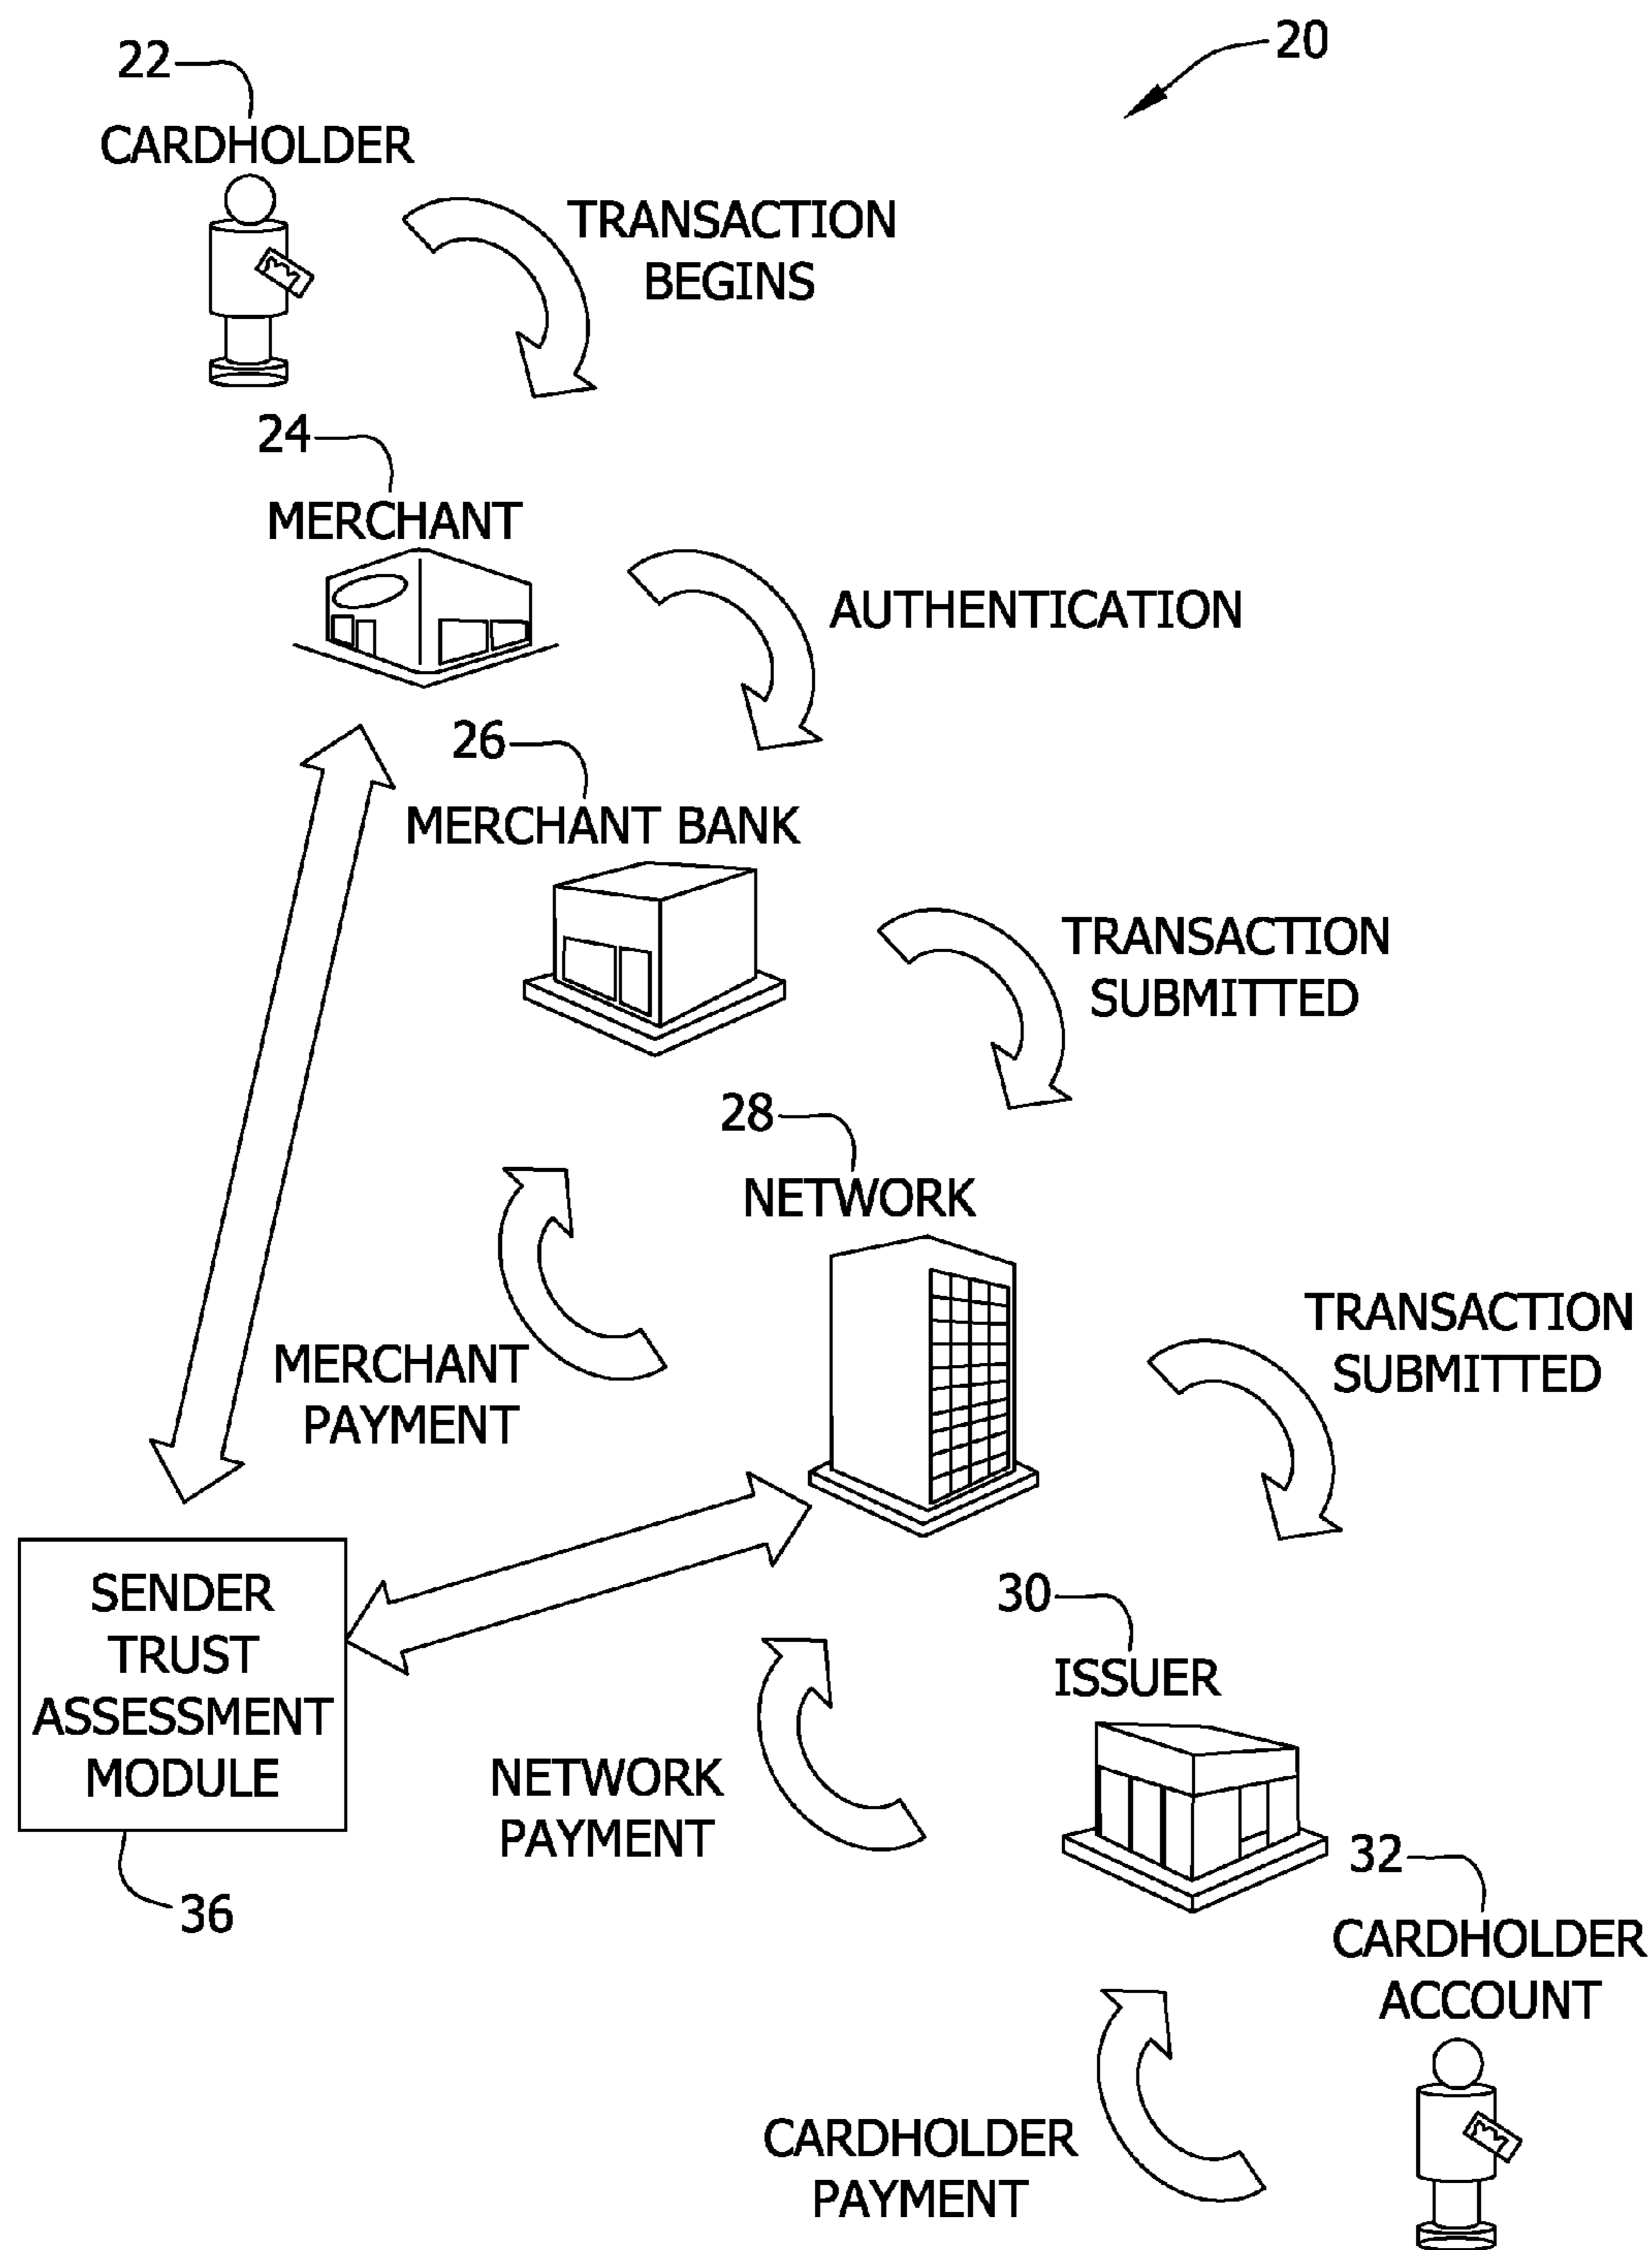 20
22
CARDHOLDER
TRANSACTION
BEGINS
24
MERCHANT
AUTHENTICATION
26
MERCHANT BANK
TRANSACTION
SUBMITTED
28
NETWORK
MERCHANT
PAYMENT
TRANSACTION
SUBMITTED
SENDER
TRUST
ASSESSMENT
MODULE
36
30
ISSUER
NETWORK
PAYMENT
32
CARDHOLDER
ACCOUNT
CARDHOLDER
PAYMENT